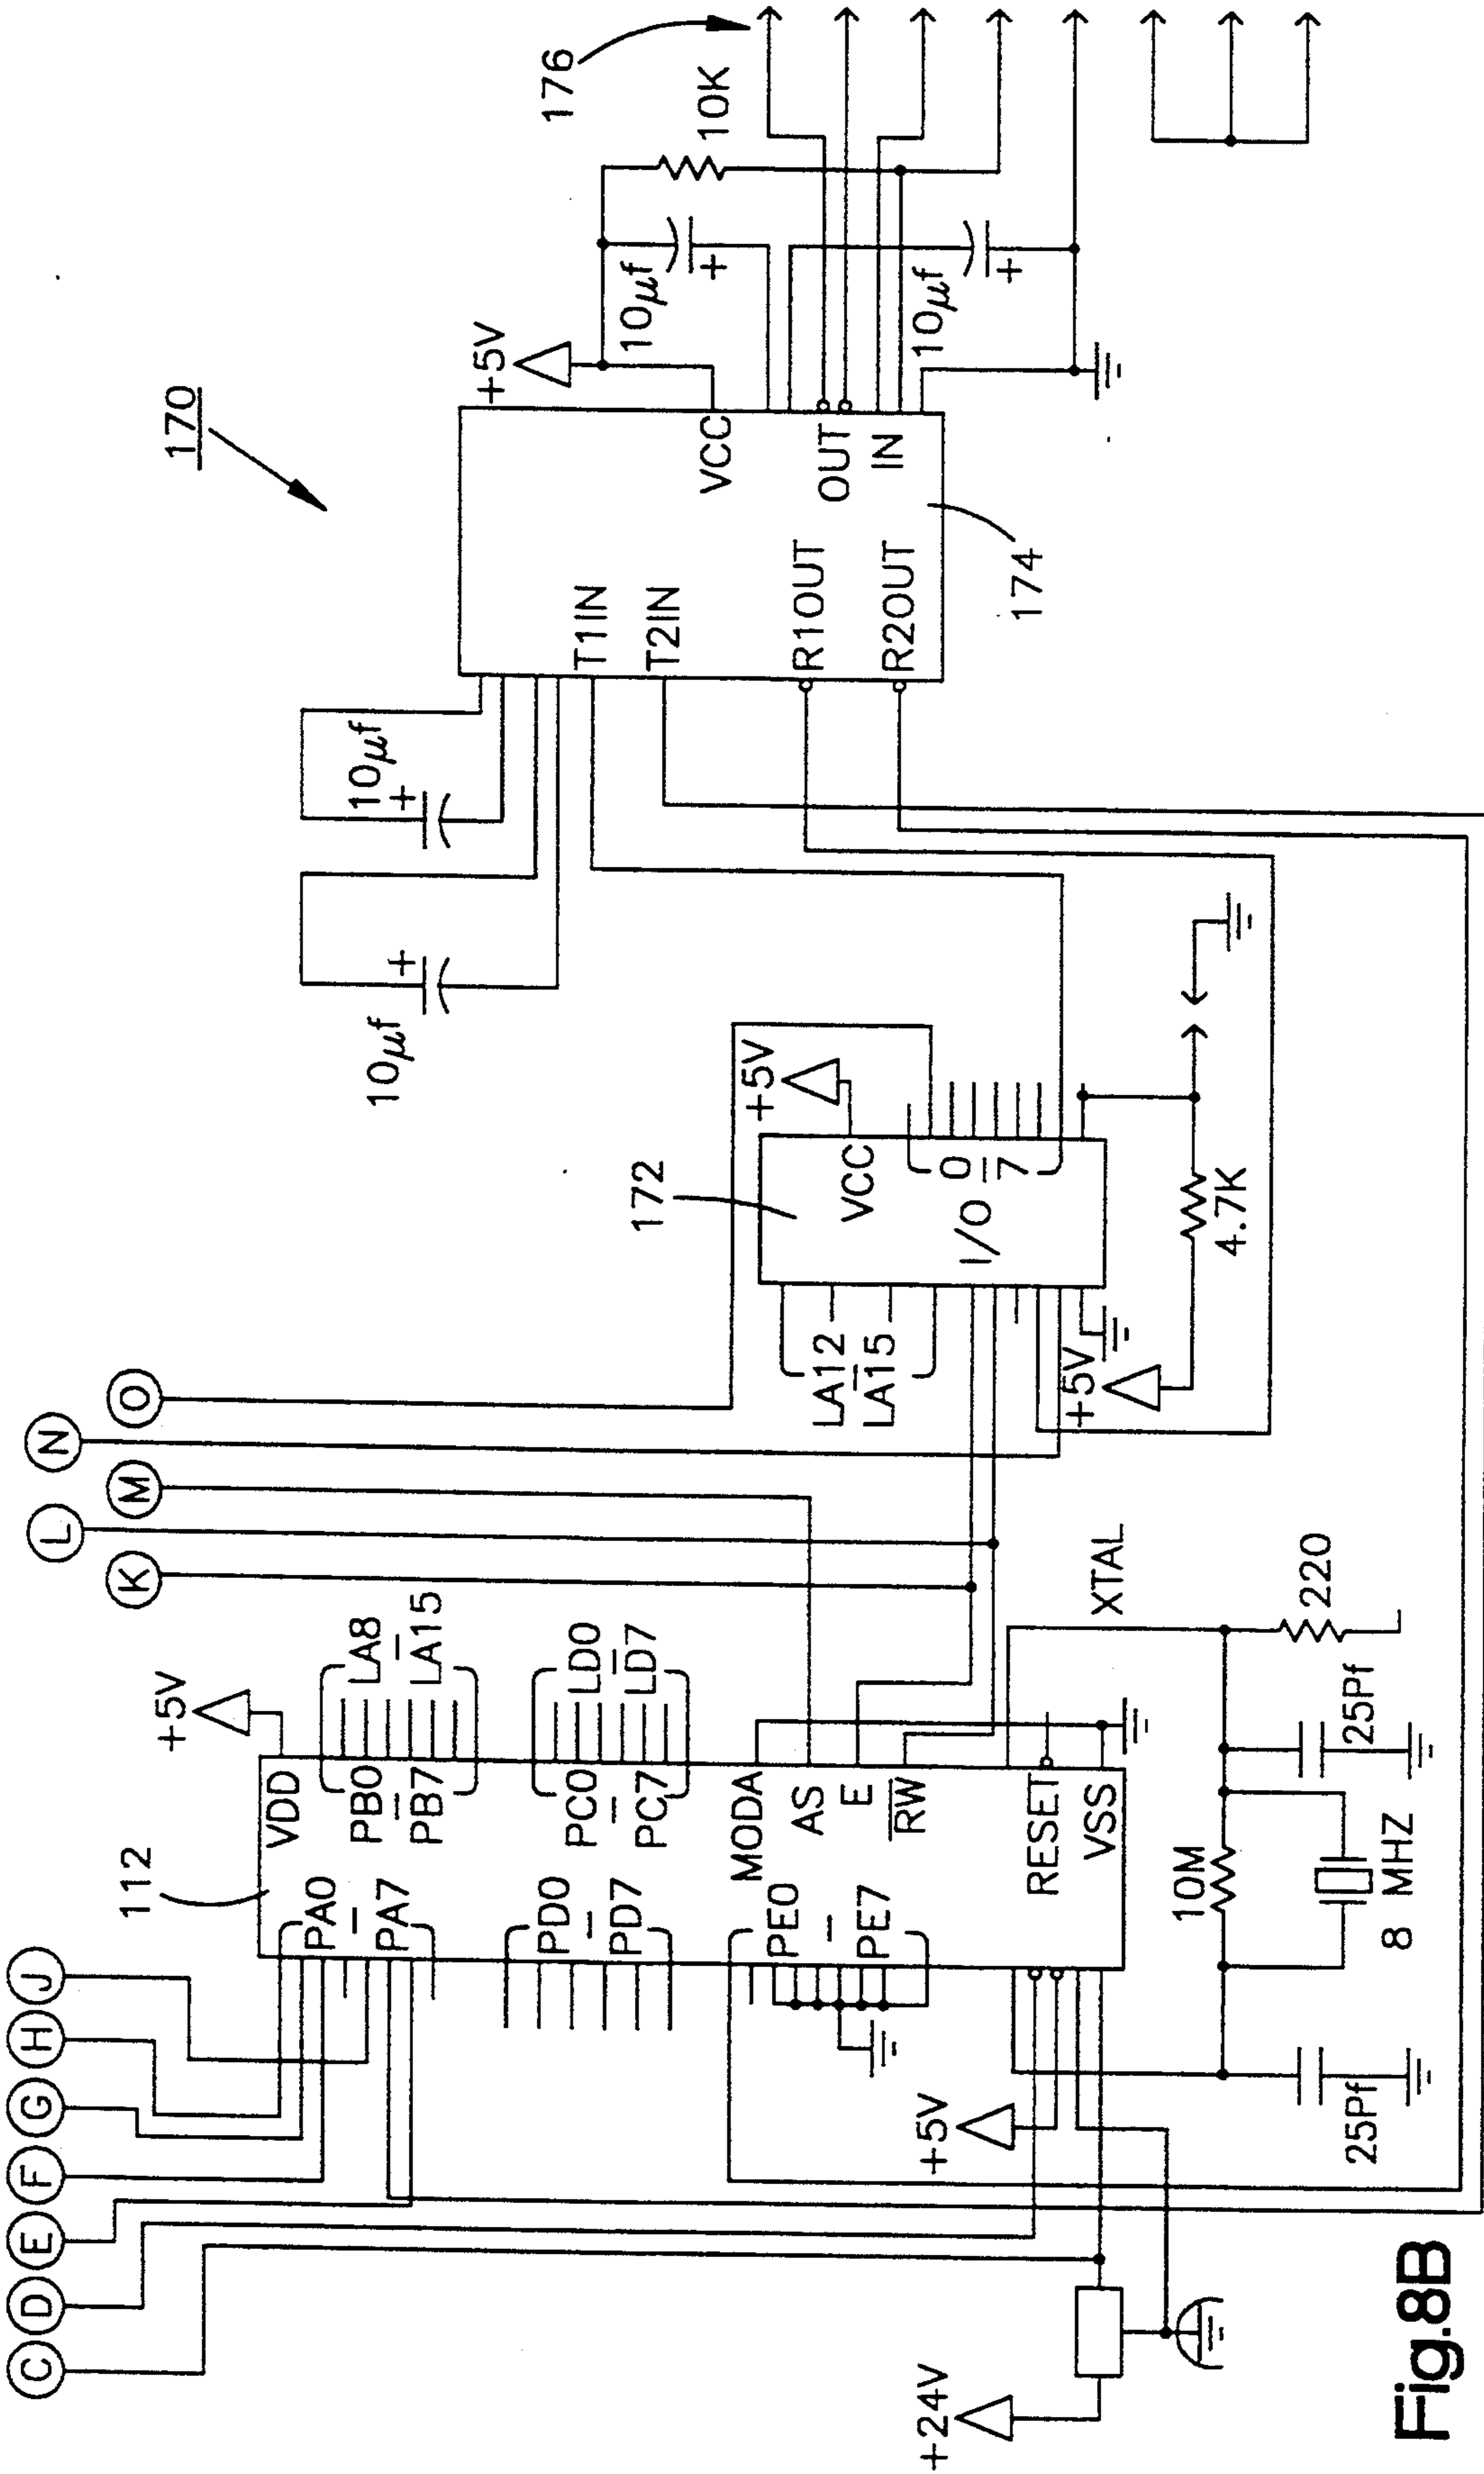 C
D
E
F
G
H
J
K
L
M
N
O
112
+5V
VDD
PA0
–
PA7
PB0
–
PB7
LA8
–
LA15
PD0
–
PD7
PC0
–
PC7
LD0
–
LD7
PE0
–
PE7
MODA
AS
E
RW
RESET
VSS
+24V
+5V
XTAL
10M
220
25Pf
25Pf
8 MHZ
172
+5V
VCC
LA12
–
LA15
I/O
0
–
7
+5V
4.7K
170
10µf
+
10µf
+
T1IN
T2IN
R1OUT
R2OUT
VCC
OUT
IN
174
+5V
10µf
+
10µf
+
10K
176
Fig.8B